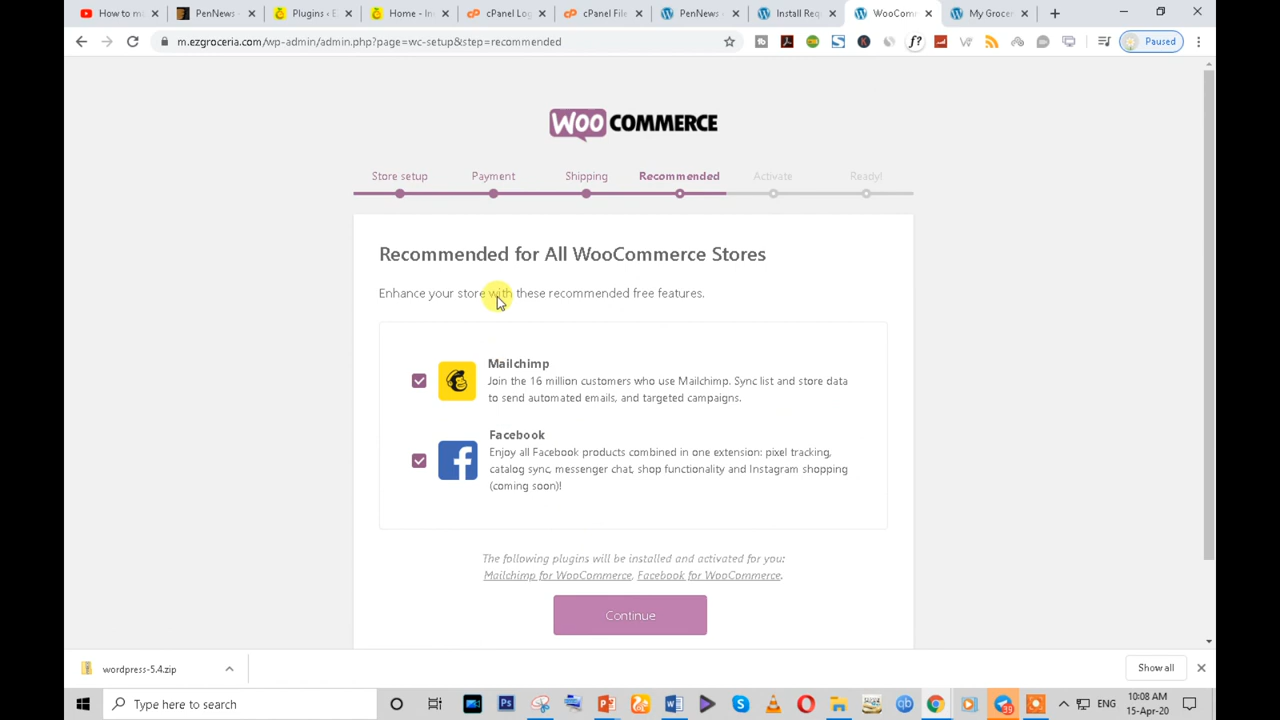 How to m
PenNews
Plugins ‹ E
Home – In
cPanel Log
cPanel File
PenNews
Install Req
WooComm
My Grocer
m.ezgroceria.com/wp-admin/admin.php?page=wc-setup&step=recommended
f?
Paused
WOOCOMMERCE
Store setup Payment Shipping Recommended Activate Ready!
Recommended for All WooCommerce Stores
Enhance your store with these recommended free features.
Mailchimp
Join the 16 million customers who use Mailchimp. Sync list and store data
to send automated emails, and targeted campaigns.
Facebook
Enjoy all Facebook products combined in one extension: pixel tracking,
catalog sync, messenger chat, shop functionality and Instagram shopping
(coming soon)!
The following plugins will be installed and activated for you:
Mailchimp for WooCommerce, Facebook for WooCommerce.
Continue
wordpress-5.4.zip
Show all
Type here to search
Ps
39
ENG
10:08 AM
15-Apr-20